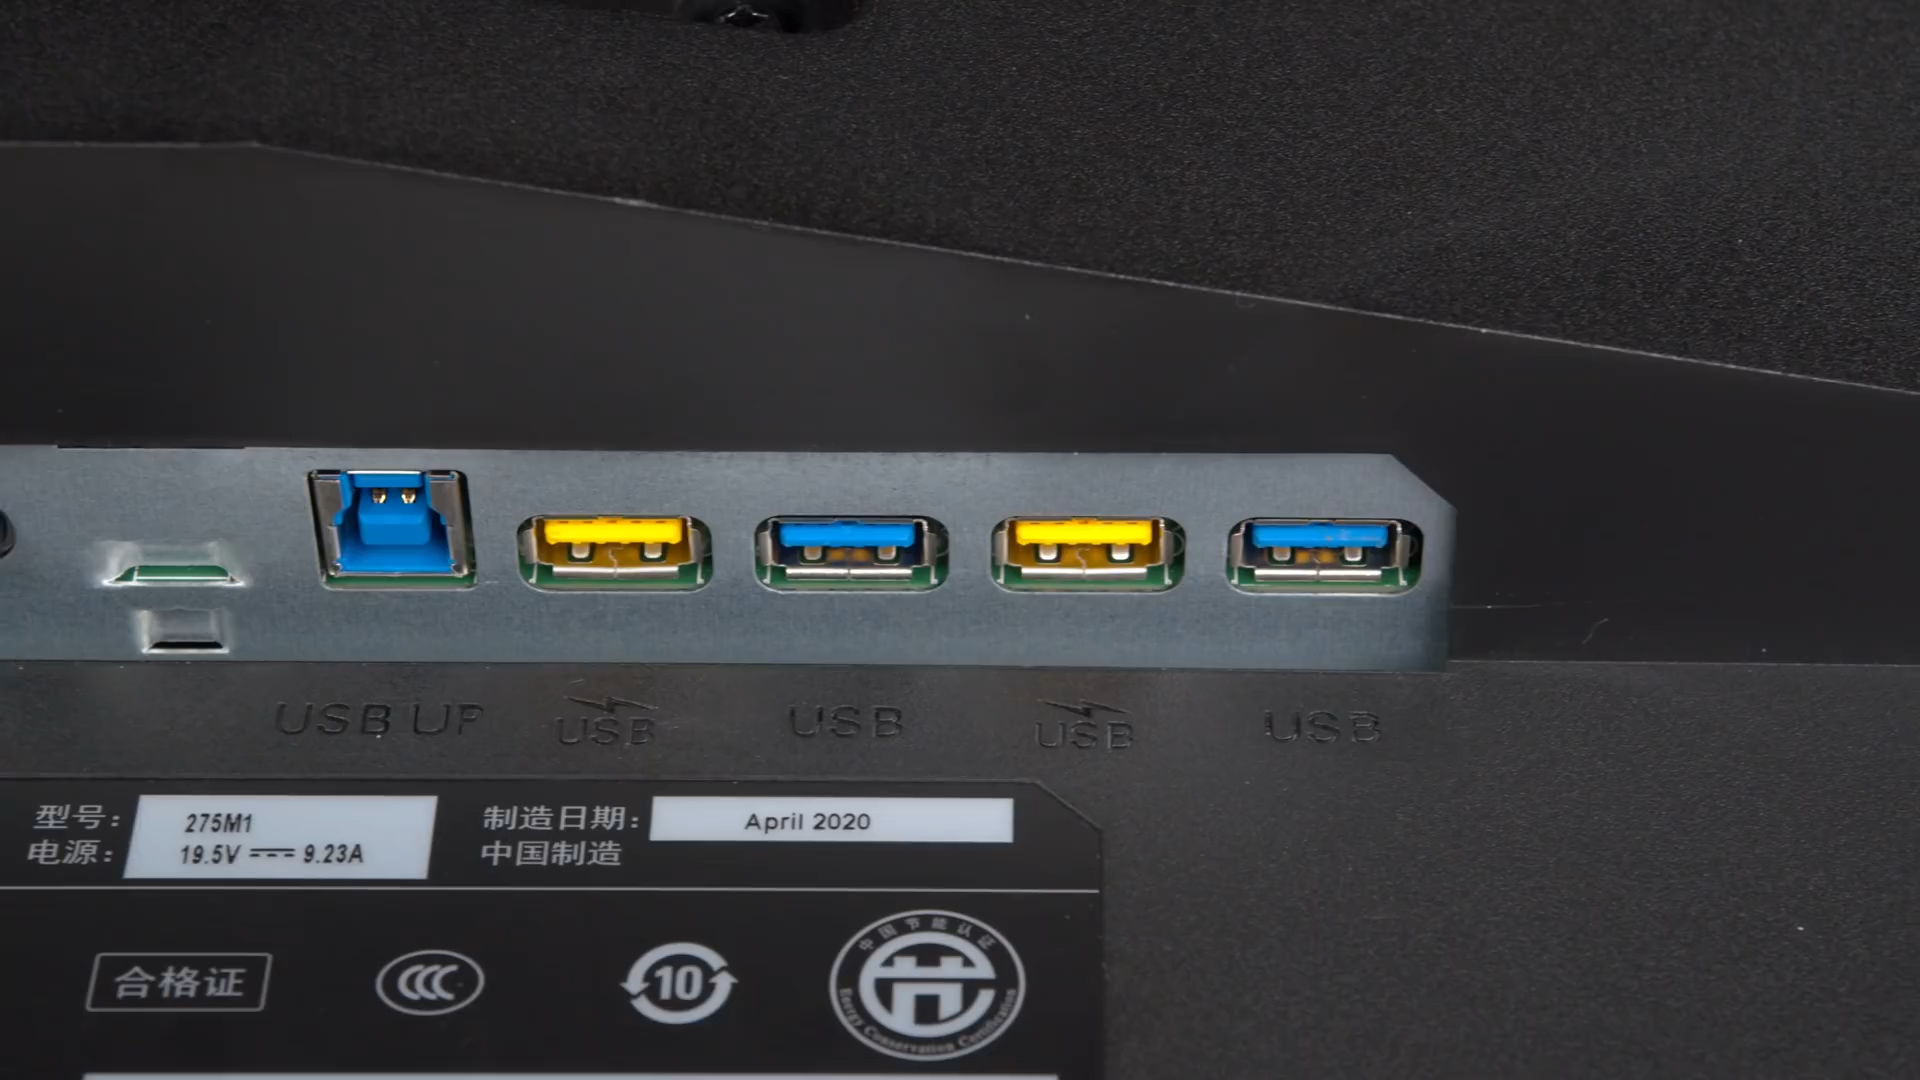 USB UP
USB
USB
USB
USB
型号: 275M1
电源: 19.5V 9.23A
制造日期: April 2020
中国制造
合格证
CCC
10
中国节能认证
Energy Conservation Certification